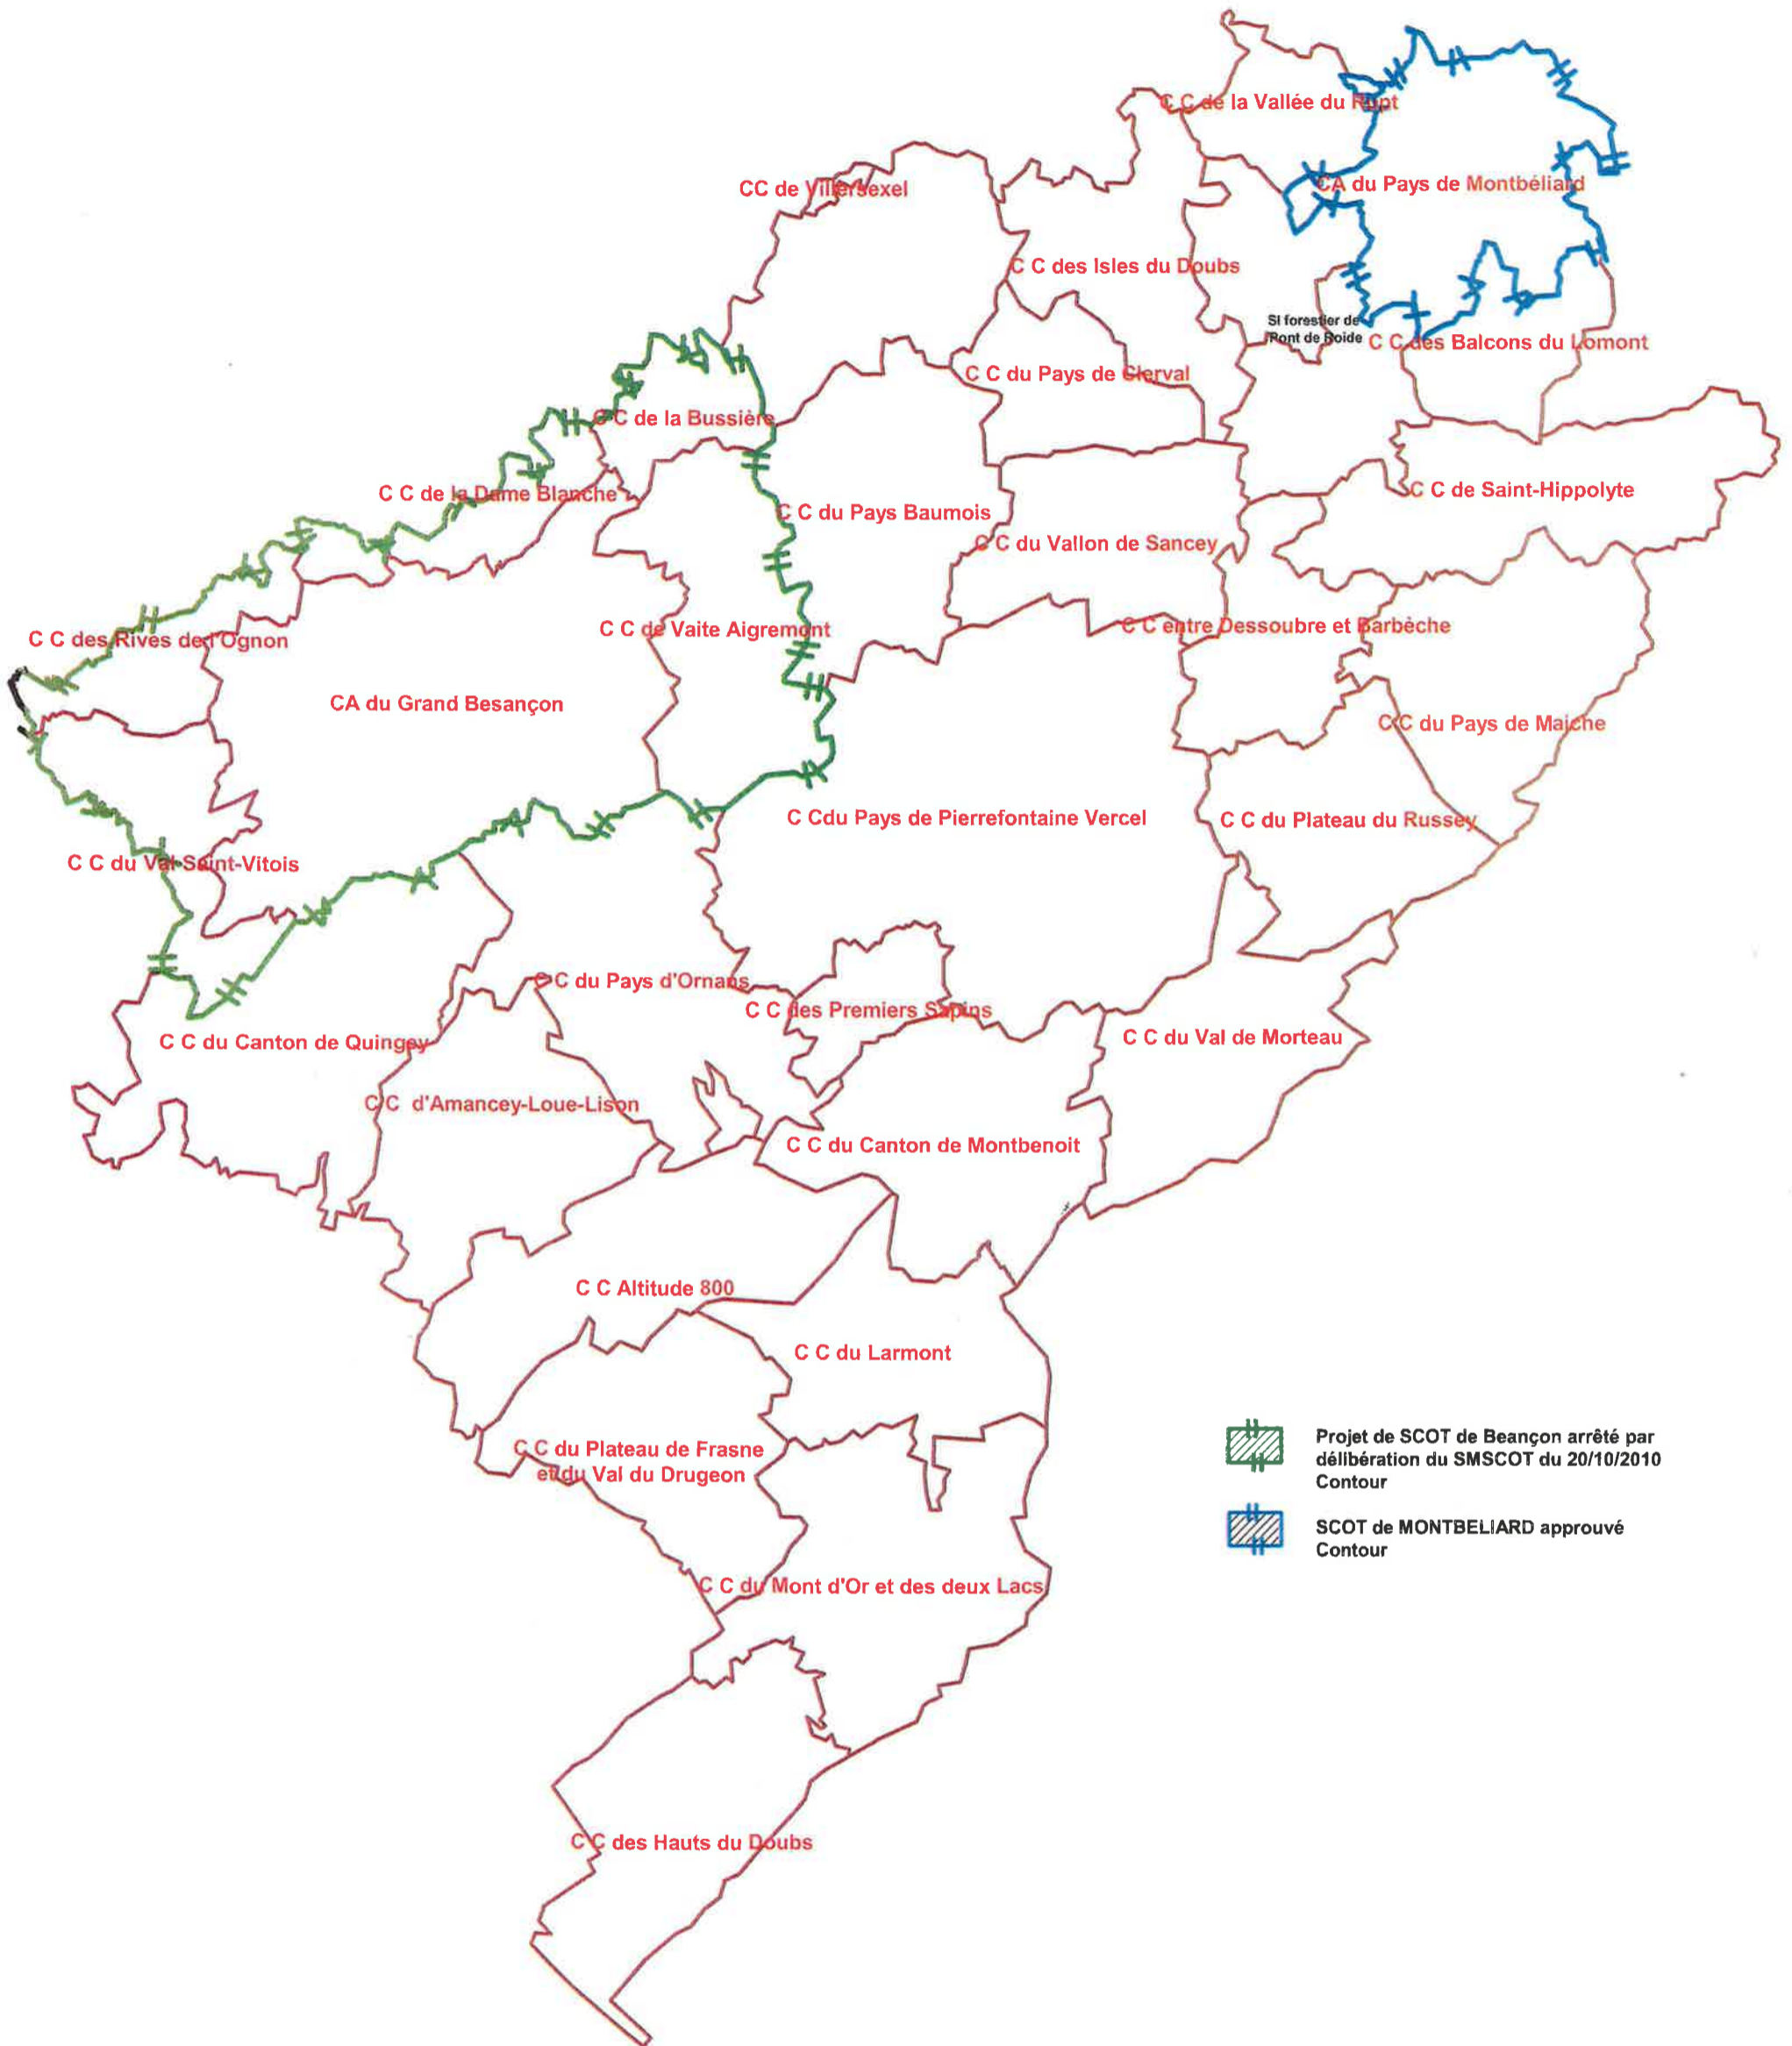 C C de la Vallée du Rupt
CA du Pays de Montbéliard
CC de Villersexel
C C des Isles du Doubs
SI forestier de
Pont de Roide
C C des Balcons du Lomont
C C du Pays de Clerval
C C de la Bussière
C C de la Dame Blanche
C C de Saint-Hippolyte
C C du Pays Baumois
C C du Vallon de Sancey
C C des Rives de l'Ognon
C C de Vaite Aigremont
C C entre Dessoubre et Barbèche
CA du Grand Besançon
C C du Pays de Maiche
C Cdu Pays de Pierrefontaine Vercel
C C du Plateau du Russey
C C du Val Saint-Vitois
C C du Pays d'Ornans
C C des Premiers Sapins
C C du Canton de Quingey
C C du Val de Morteau
C C d'Amancey-Loue-Lison
C C du Canton de Montbenoit
C C Altitude 800
C C du Larmont
C C du Plateau de Frasne
et du Val du Drugeon
Projet de SCOT de Beançon arrêté par
délibération du SMSCOT du 20/10/2010
Contour
SCOT de MONTBELIARD approuvé
Contour
C C du Mont d'Or et des deux Lacs
C C des Hauts du Doubs